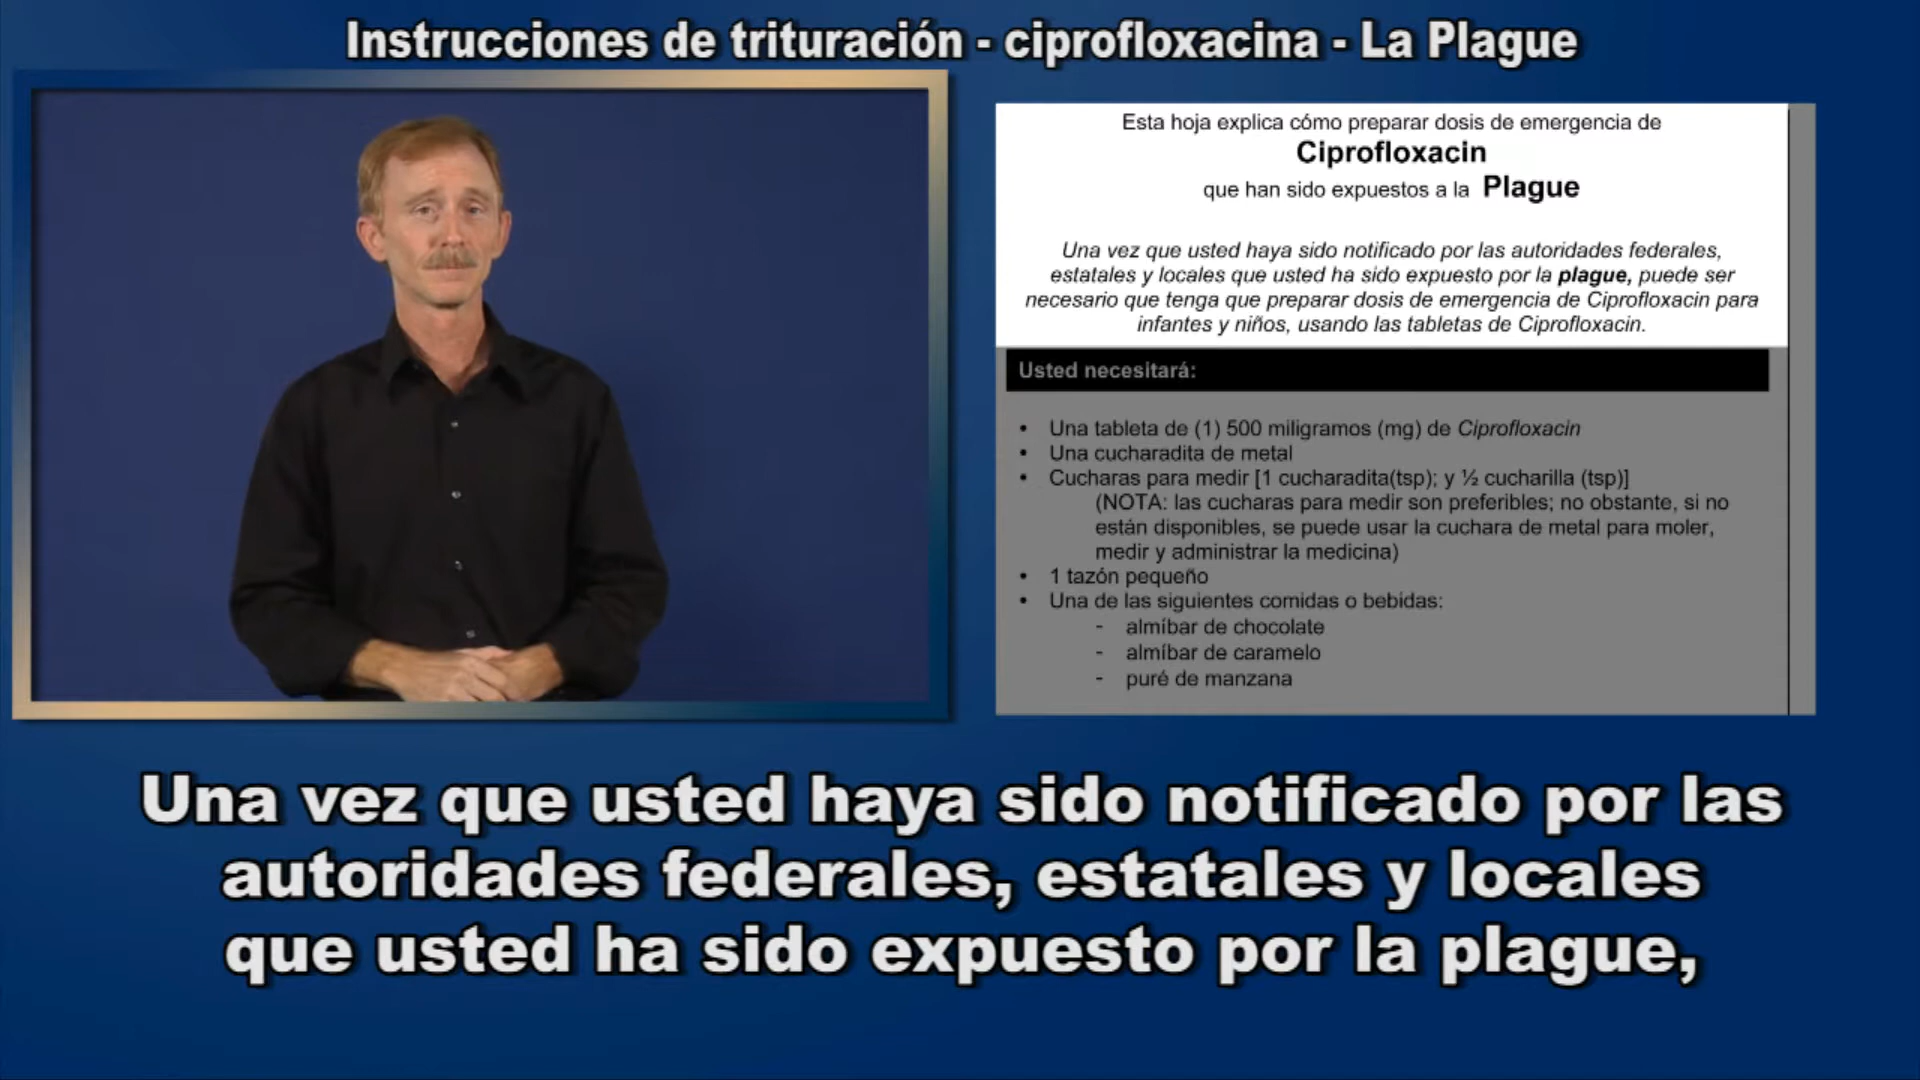 Instrucciones de trituración - ciprofloxacina - La Plague
Esta hoja explica cómo preparar dosis de emergencia de
Ciprofloxacin
que han sido expuestos a la Plague
Una vez que usted haya sido notificado por las autoridades federales,
estatales y locales que usted ha sido expuesto por la plague, puede ser
necesario que tenga que preparar dosis de emergencia de Ciprofloxacin para
infantes y niños, usando las tabletas de Ciprofloxacin.
Usted necesitará:
• Una tableta de (1) 500 miligramos (mg) de Ciprofloxacin
• Una cucharadita de metal
• Cucharas para medir [1 cucharadita(tsp); y ½ cucharilla (tsp)]
(NOTA: las cucharas para medir son preferibles; no obstante, si no
están disponibles, se puede usar la cuchara de metal para moler,
medir y administrar la medicina)
• 1 tazón pequeño
• Una de las siguientes comidas o bebidas:
- almíbar de chocolate
- almíbar de caramelo
- puré de manzana
Una vez que usted haya sido notificado por las
autoridades federales, estatales y locales
que usted ha sido expuesto por la plague,